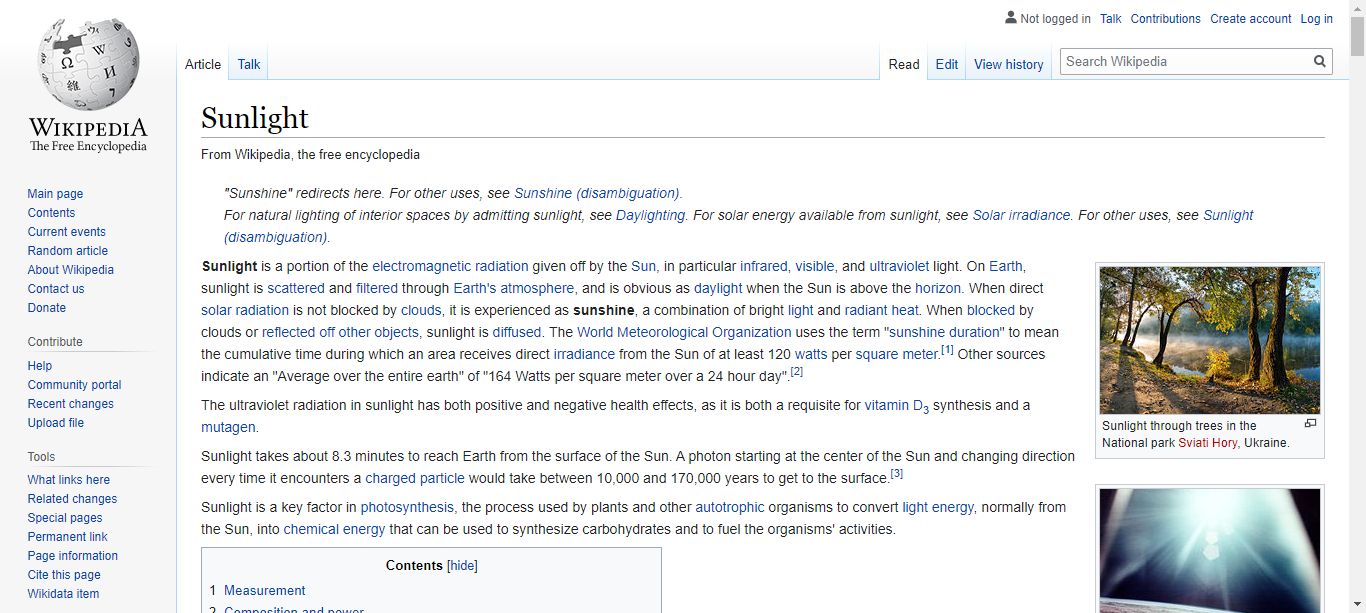 Not logged in Talk Contributions Create account Log in
Article Talk Read Edit View history Search Wikipedia
WIKIPEDIA
The Free Encyclopedia
Main page
Contents
Current events
Random article
About Wikipedia
Contact us
Donate
Contribute
Help
Community portal
Recent changes
Upload file
Tools
What links here
Related changes
Special pages
Permanent link
Page information
Cite this page
Wikidata item
Sunlight
From Wikipedia, the free encyclopedia
"Sunshine" redirects here. For other uses, see Sunshine (disambiguation).
For natural lighting of interior spaces by admitting sunlight, see Daylighting. For solar energy available from sunlight, see Solar irradiance. For other uses, see Sunlight
(disambiguation).
Sunlight is a portion of the electromagnetic radiation given off by the Sun, in particular infrared, visible, and ultraviolet light. On Earth,
sunlight is scattered and filtered through Earth's atmosphere, and is obvious as daylight when the Sun is above the horizon. When direct
solar radiation is not blocked by clouds, it is experienced as sunshine, a combination of bright light and radiant heat. When blocked by
clouds or reflected off other objects, sunlight is diffused. The World Meteorological Organization uses the term "sunshine duration" to mean
the cumulative time during which an area receives direct irradiance from the Sun of at least 120 watts per square meter.[1] Other sources
indicate an "Average over the entire earth" of "164 Watts per square meter over a 24 hour day".[2]
The ultraviolet radiation in sunlight has both positive and negative health effects, as it is both a requisite for vitamin D3 synthesis and a
mutagen.
Sunlight takes about 8.3 minutes to reach Earth from the surface of the Sun. A photon starting at the center of the Sun and changing direction
every time it encounters a charged particle would take between 10,000 and 170,000 years to get to the surface.[3]
Sunlight is a key factor in photosynthesis, the process used by plants and other autotrophic organisms to convert light energy, normally from
the Sun, into chemical energy that can be used to synthesize carbohydrates and to fuel the organisms' activities.
Contents [hide]
1 Measurement
2 Composition and power
Sunlight through trees in the
National park Sviati Hory, Ukraine.